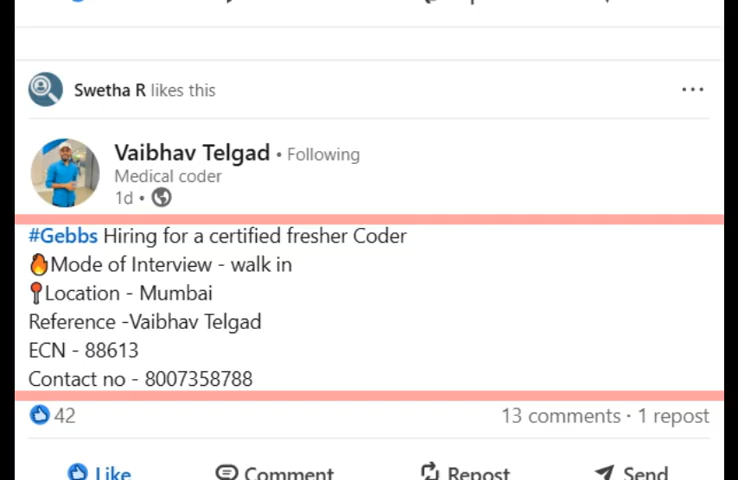 Swetha R likes this
Vaibhav Telgad • Following
Medical coder
1d •
#Gebbs Hiring for a certified fresher Coder
🔥Mode of Interview - walk in
📍Location - Mumbai
Reference -Vaibhav Telgad
ECN - 88613
Contact no - 8007358788
42 13 comments · 1 repost
Like Comment Repost Send